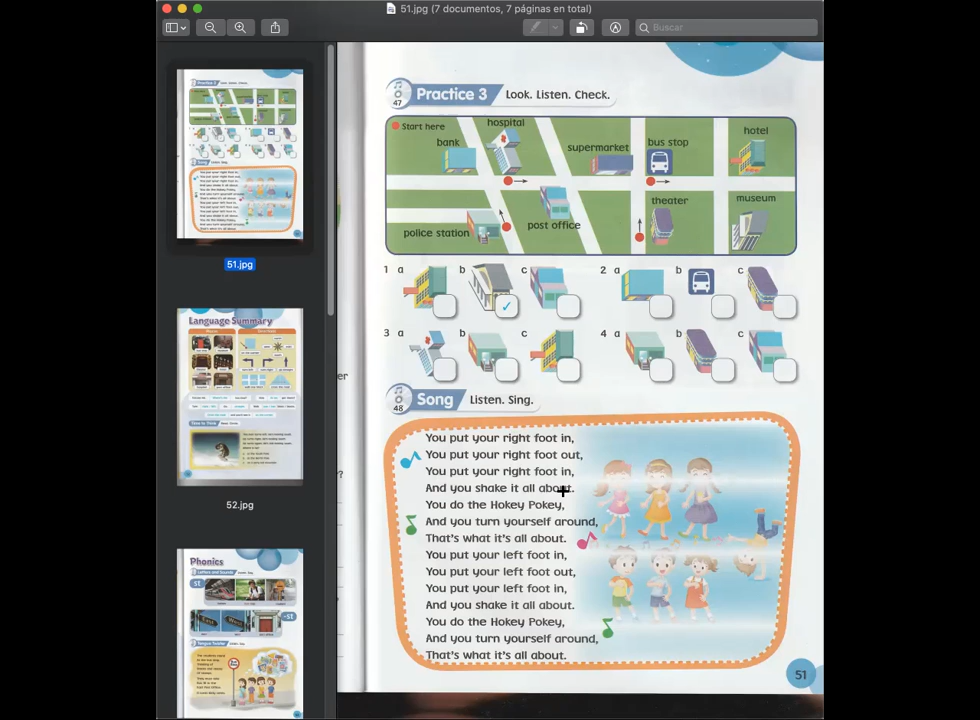 51.jpg (7 documentos, 7 páginas en total)
Buscar
51.jpg
Language Summary
52.jpg
Phonics
47 Practice 3 Look. Listen. Check.
Start here
hospital
bank
supermarket
bus stop
hotel
police station
post office
theater
museum
1 a b c 2 a b c
3 a b c 4 a b c
48 Song Listen. Sing.
You put your right foot in,
You put your right foot out,
You put your right foot in,
And you shake it all about.
You do the Hokey Pokey,
And you turn yourself around,
That's what it's all about.
You put your left foot in,
You put your left foot out,
You put your left foot in,
And you shake it all about.
You do the Hokey Pokey,
And you turn yourself around,
That's what it's all about.
51